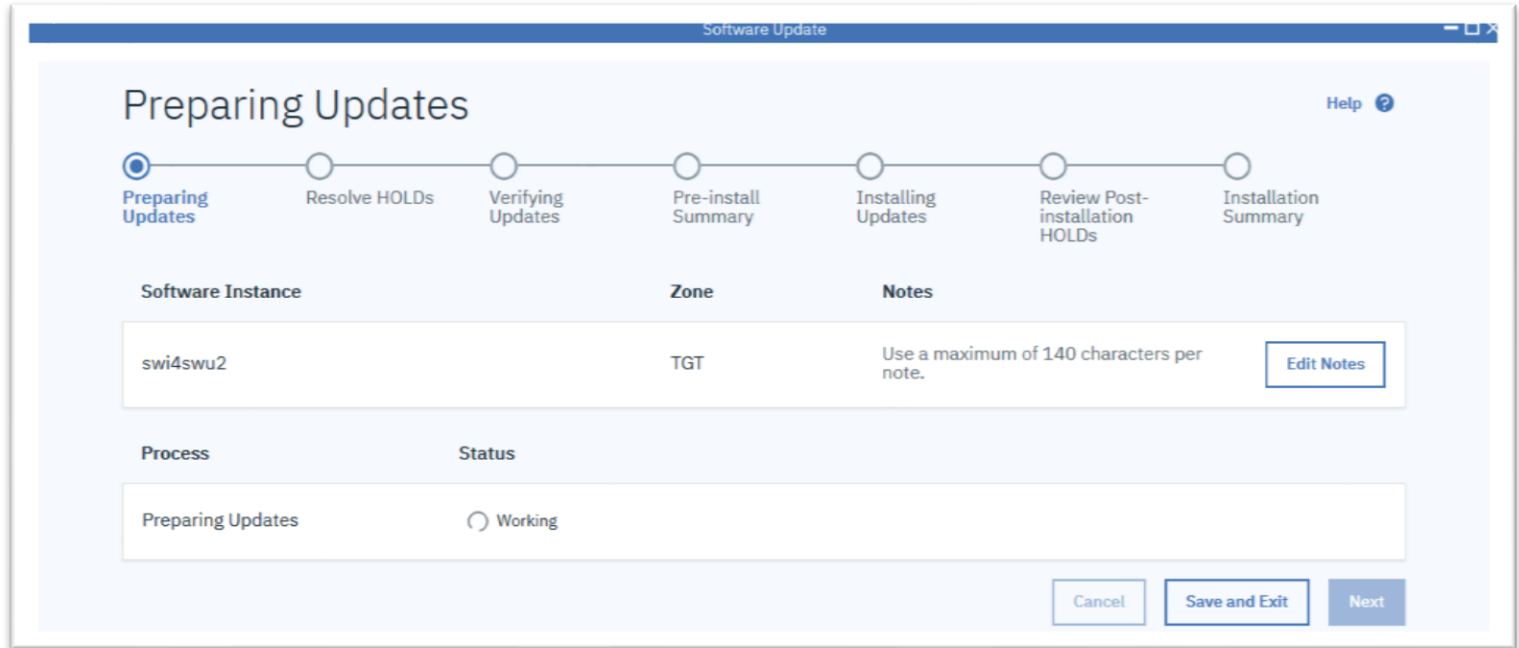 Software Update
Preparing Updates
Help ?
Preparing
Updates
Resolve HOLDs
Verifying
Updates
Pre-install
Summary
Installing
Updates
Review Post-
installation
HOLDs
Installation
Summary
Software Instance Zone Notes
swi4swu2 TGT Use a maximum of 140 characters per
note.
Edit Notes
Process Status
Preparing Updates Working
Cancel Save and Exit Next